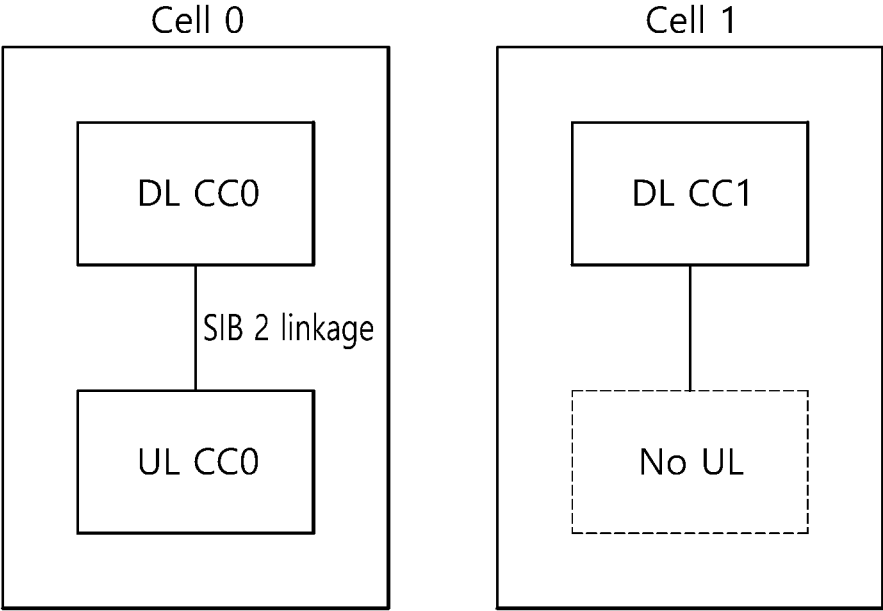 Cell 0
DL CC0
SIB 2 linkage
UL CC0
Cell 1
DL CC1
No UL